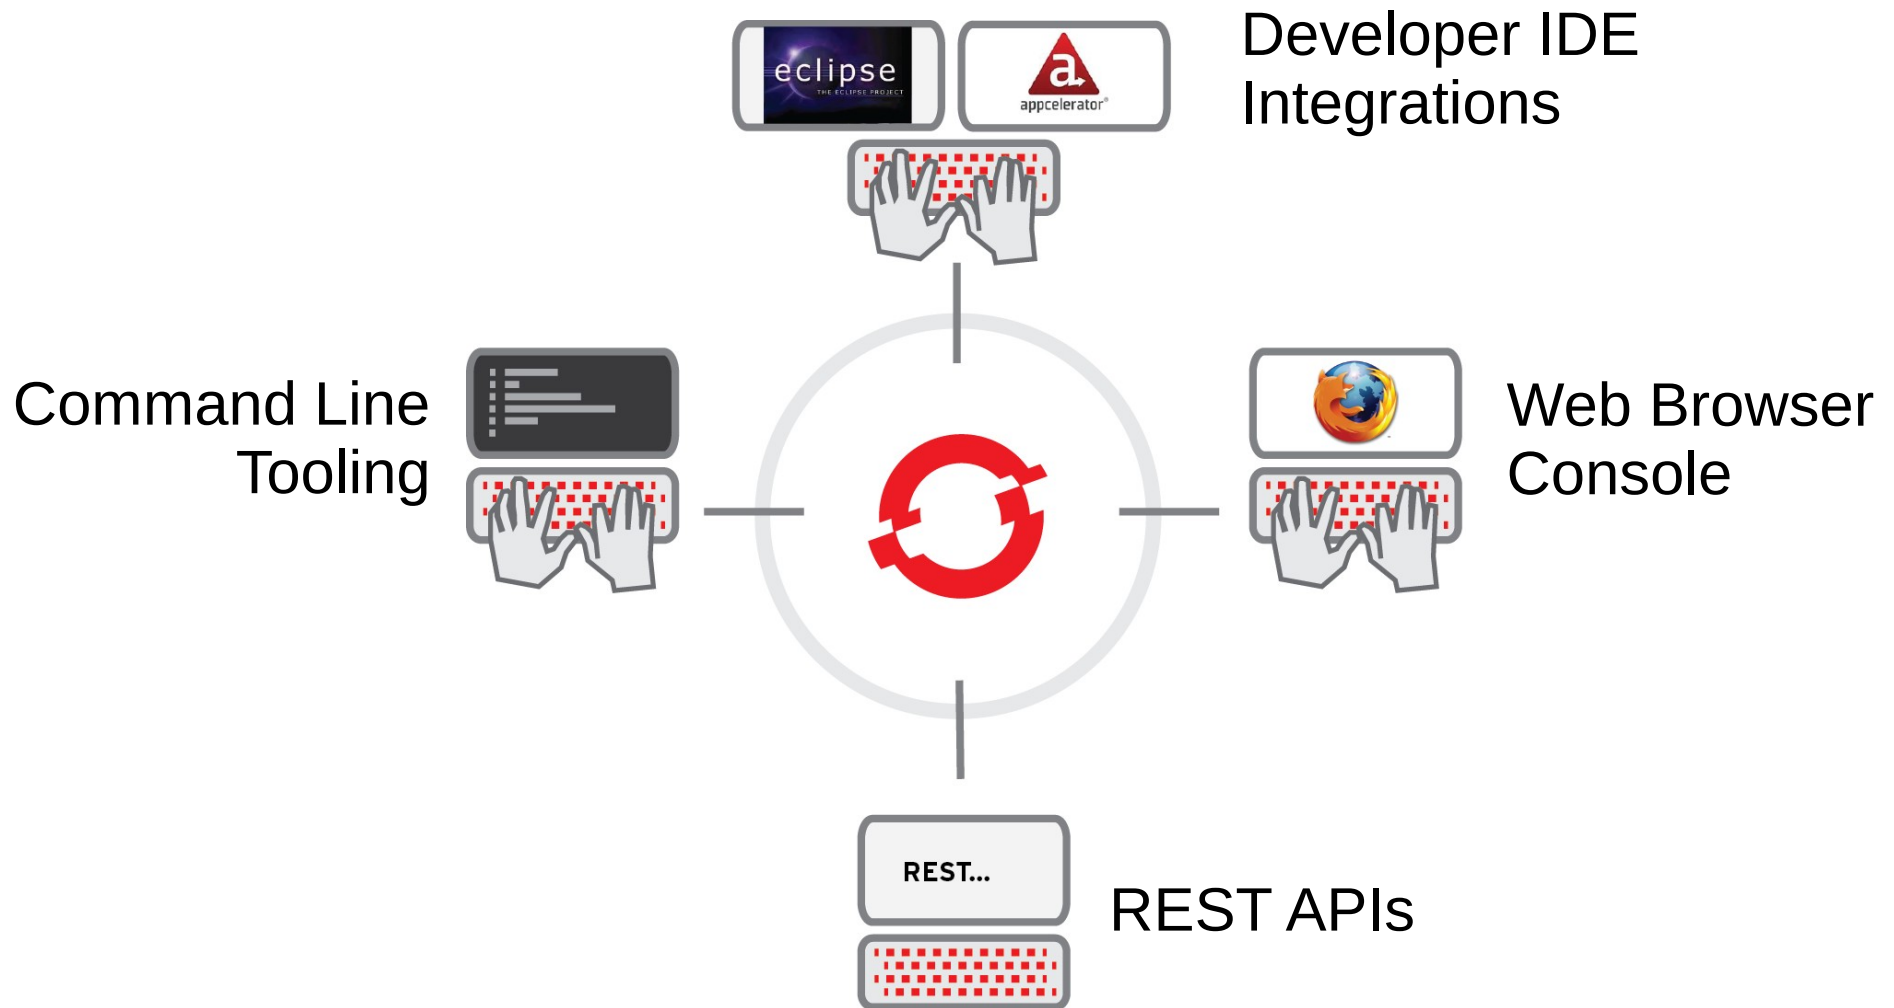 eclipse
THE ECLIPSE PROJECT
a
appcelerator®
Developer IDE
Integrations
Command Line
Tooling
Web Browser
Console
REST...
REST APIs